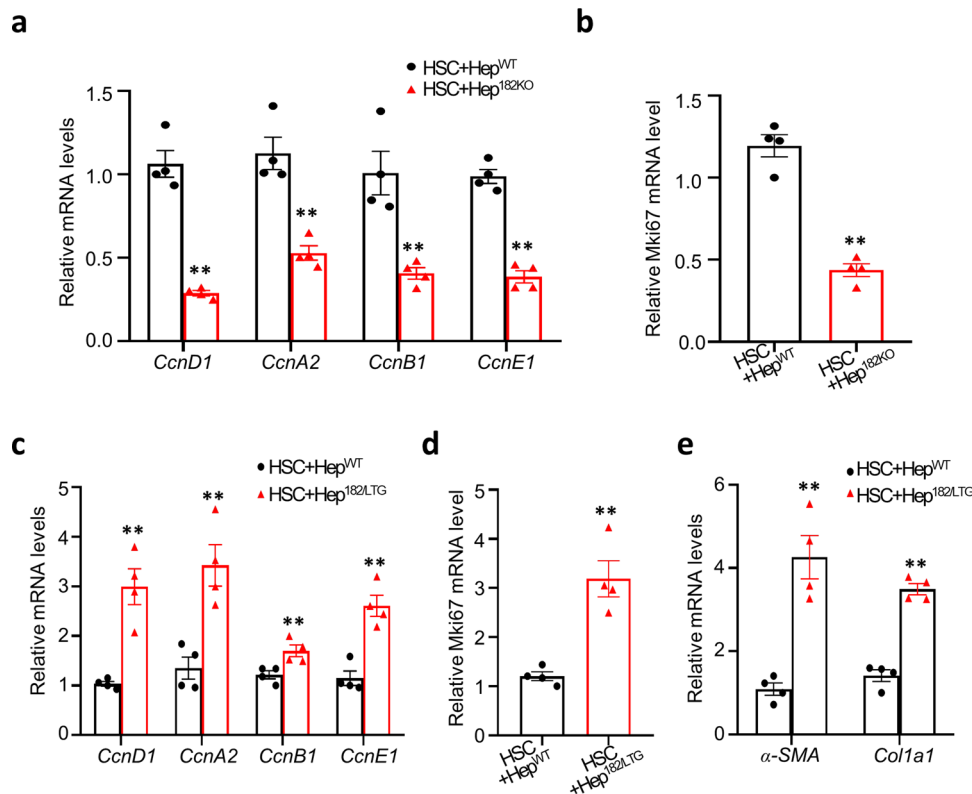 a
HSC+Hep^WT
HSC+Hep^182KO
Relative mRNA levels
1.5
1.0
0.5
0.0
**
**
**
**
CcnD1
CcnA2
CcnB1
CcnE1
b
Relative Mki67 mRNA level
1.5
1.0
0.5
0.0
**
HSC
+Hep^WT
HSC
+Hep^182KO
c
HSC+Hep^WT
HSC+Hep^182/LTG
Relative mRNA levels
5
4
3
2
1
0
**
**
**
**
CcnD1
CcnA2
CcnB1
CcnE1
d
Relative Mki67 mRNA level
5
4
3
2
1
0
**
HSC
+Hep^WT
HSC
+Hep^182/LTG
e
HSC+Hep^WT
HSC+Hep^182/LTG
Relative mRNA levels
6
4
2
0
**
**
α-SMA
Col1a1